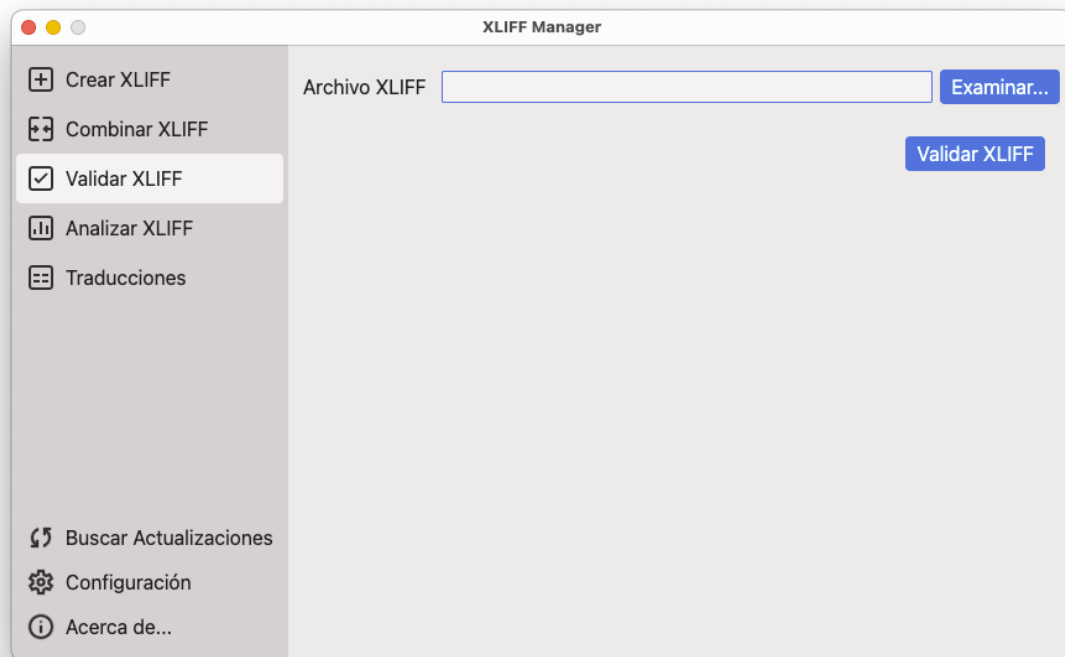 XLIFF Manager
Crear XLIFF
Combinar XLIFF
Validar XLIFF
Analizar XLIFF
Traducciones
Archivo XLIFF
Examinar...
Validar XLIFF
Buscar Actualizaciones
Configuración
Acerca de...